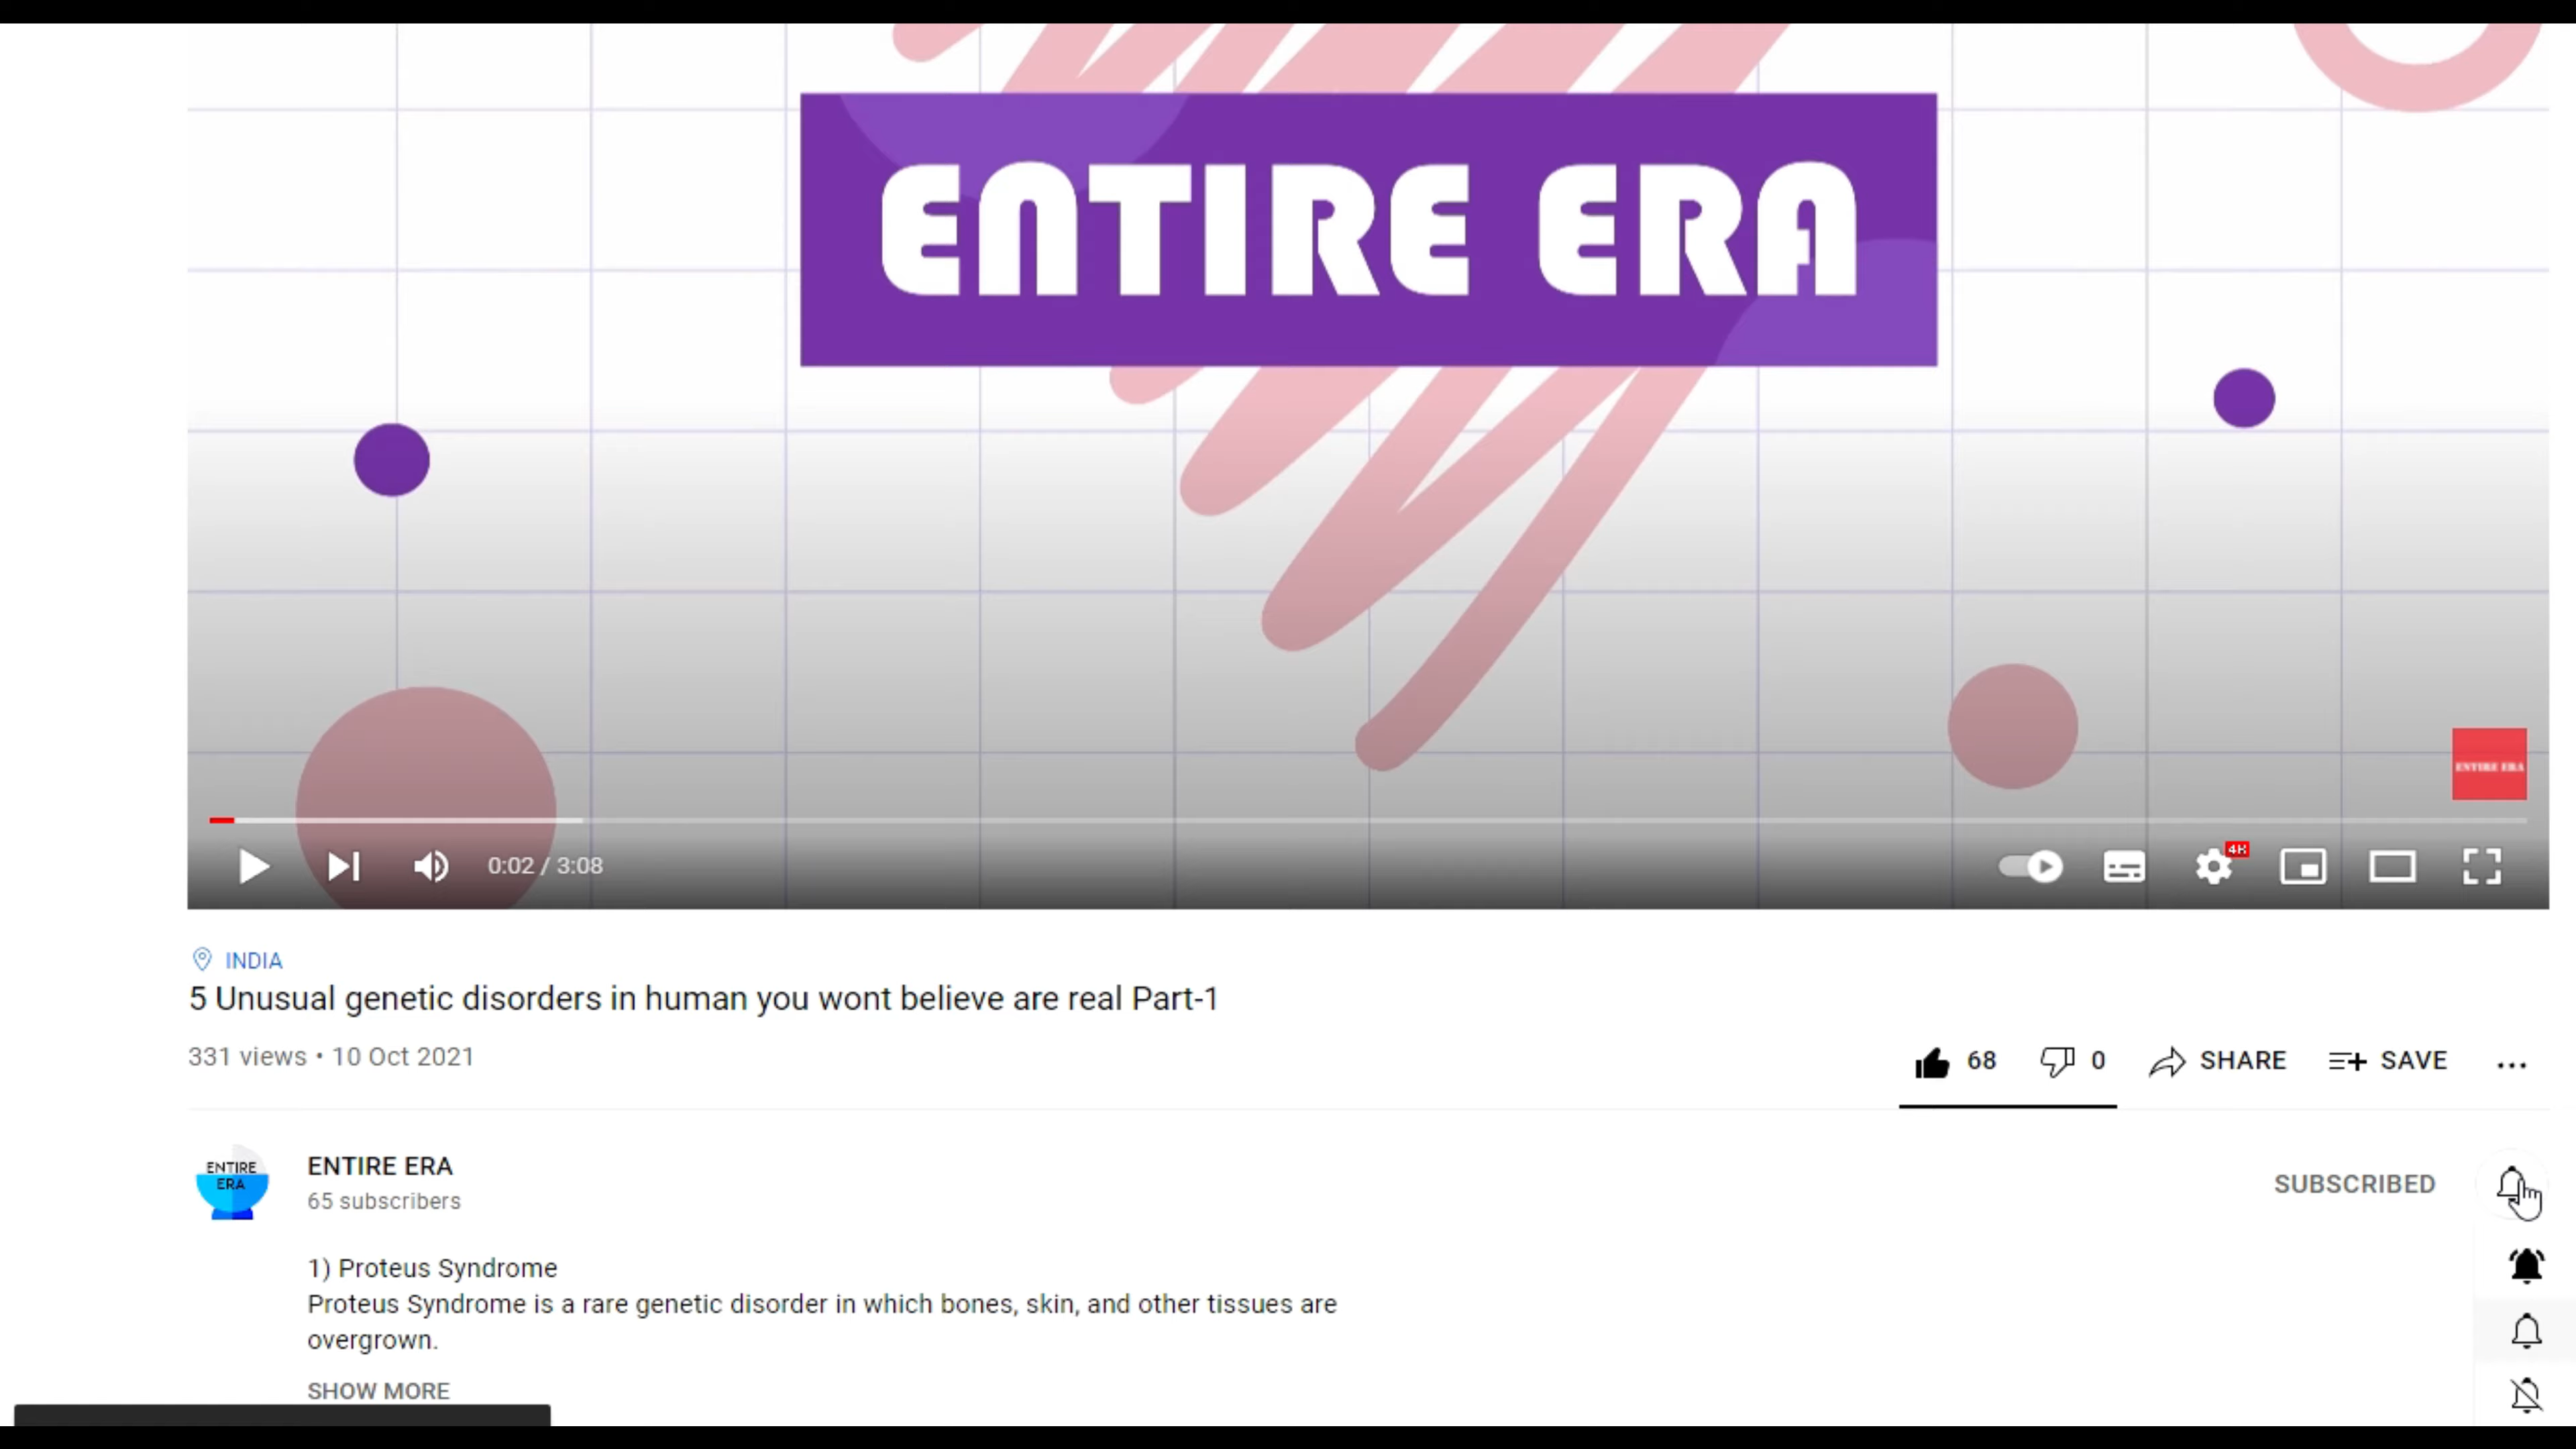 ENTIRE ERA
ENTIRE ERA
0:02 / 3:08
4K
INDIA
5 Unusual genetic disorders in human you wont believe are real Part-1
331 views • 10 Oct 2021
68 0 SHARE SAVE ...
ENTIRE
ERA
ENTIRE ERA
65 subscribers
SUBSCRIBED
1) Proteus Syndrome
Proteus Syndrome is a rare genetic disorder in which bones, skin, and other tissues are
overgrown.
SHOW MORE